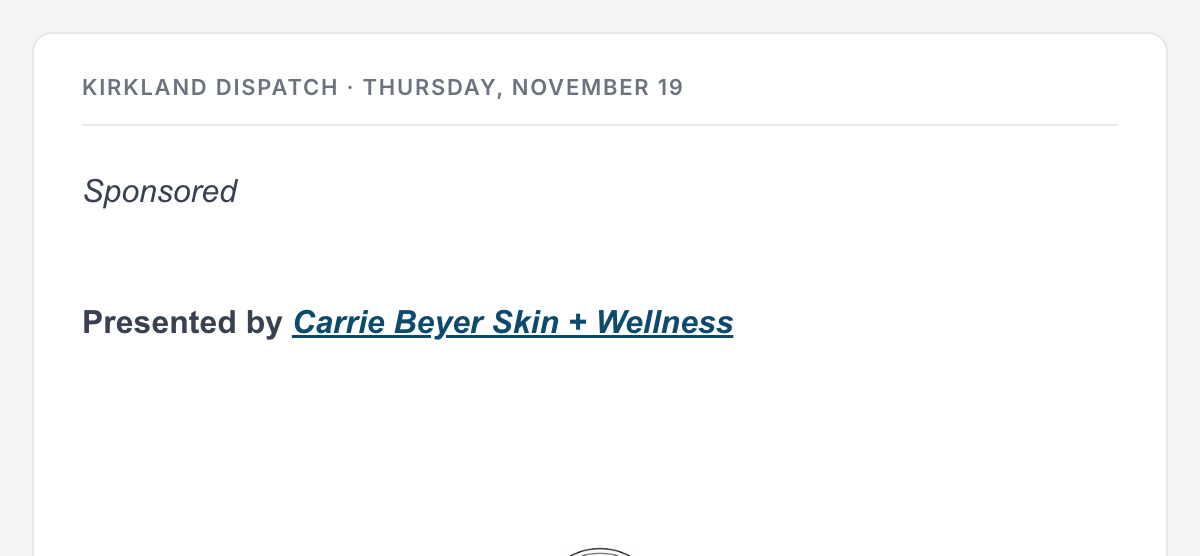 KIRKLAND DISPATCH · THURSDAY, NOVEMBER 19
Sponsored
Presented by Carrie Beyer Skin + Wellness